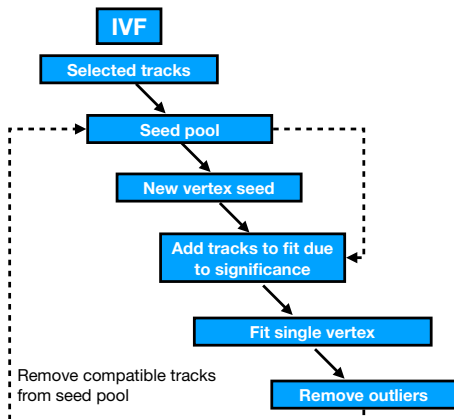 IVF
Selected tracks
Seed pool
New vertex seed
Add tracks to fit due
to significance
Fit single vertex
Remove compatible tracks
from seed pool
Remove outliers